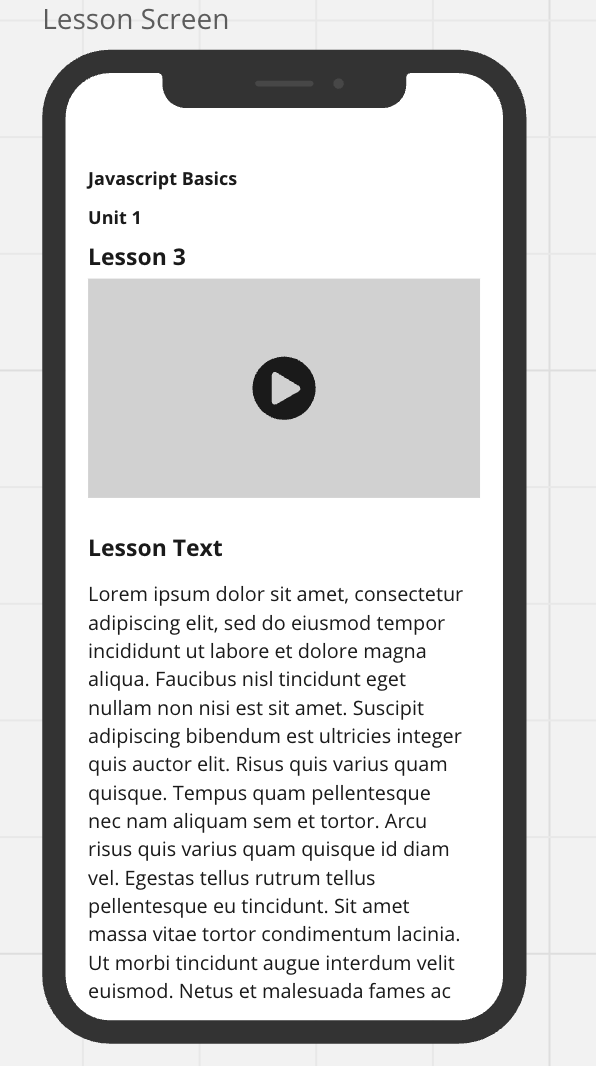 Lesson Screen
Javascript Basics
Unit 1
Lesson 3
Lesson Text
Lorem ipsum dolor sit amet, consectetur
adipiscing elit, sed do eiusmod tempor
incididunt ut labore et dolore magna
aliqua. Faucibus nisl tincidunt eget
nullam non nisi est sit amet. Suscipit
adipiscing bibendum est ultricies integer
quis auctor elit. Risus quis varius quam
quisque. Tempus quam pellentesque
nec nam aliquam sem et tortor. Arcu
risus quis varius quam quisque id diam
vel. Egestas tellus rutrum tellus
pellentesque eu tincidunt. Sit amet
massa vitae tortor condimentum lacinia.
Ut morbi tincidunt augue interdum velit
euismod. Netus et malesuada fames ac